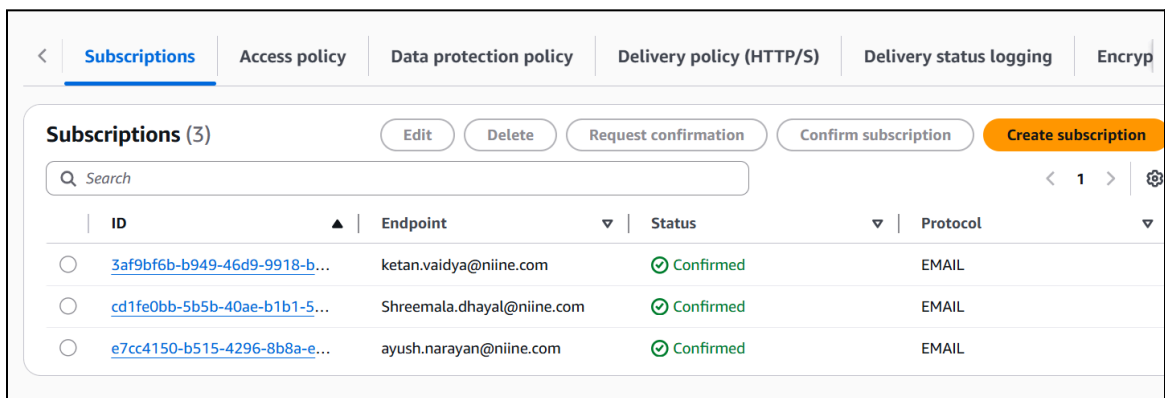 Subscriptions Access policy Data protection policy Delivery policy (HTTP/S) Delivery status logging Encryp
Subscriptions (3) Edit Delete Request confirmation Confirm subscription Create subscription
Search 1
ID Endpoint Status Protocol
3af9bf6b-b949-46d9-9918-b... ketan.vaidya@niine.com Confirmed EMAIL
cd1fe0bb-5b5b-40ae-b1b1-5... Shreemala.dhayal@niine.com Confirmed EMAIL
e7cc4150-b515-4296-8b8a-e... ayush.narayan@niine.com Confirmed EMAIL